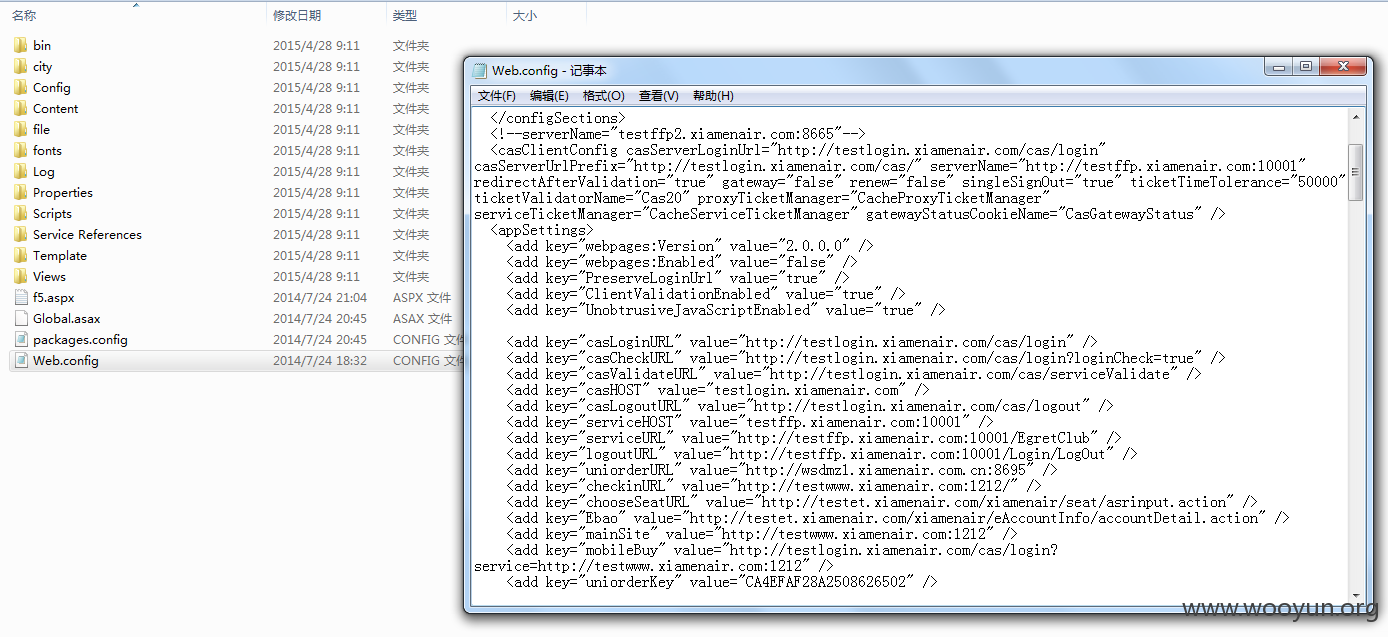 名称 修改日期 类型 大小
bin 2015/4/28 9:11 文件夹
city 2015/4/28 9:11 文件夹
Config 2015/4/28 9:11 文件夹
Content 2015/4/28 9:11 文件夹
file 2015/4/28 9:11 文件夹
fonts 2015/4/28 9:11 文件夹
Log 2015/4/28 9:11 文件夹
Properties 2015/4/28 9:11 文件夹
Scripts 2015/4/28 9:11 文件夹
Service References 2015/4/28 9:11 文件夹
Template 2015/4/28 9:11 文件夹
Views 2015/4/28 9:11 文件夹
f5.aspx 2014/7/24 21:04 ASPX 文件
Global.asax 2014/7/24 20:45 ASAX 文件
packages.config 2014/7/24 20:45 CONFIG 文件
Web.config 2014/7/24 18:32 CONFIG 文件
Web.config - 记事本
文件(F) 编辑(E) 格式(O) 查看(V) 帮助(H)
</configSections>
<!--serverName="testffp2.xiamenair.com:8665"-->
<casClientConfig casServerLoginUrl="http://testlogin.xiamenair.com/cas/login"
casServerUrlPrefix="http://testlogin.xiamenair.com/cas/" serverName="http://testffp.xiamenair.com:10001"
redirectAfterValidation="true" gateway="false" renew="false" singleSignOut="true" ticketTimeTolerance="50000"
ticketValidatorName="Cas20" proxyTicketManager="CacheProxyTicketManager"
serviceTicketManager="CacheServiceTicketManager" gatewayStatusCookieName="CasGatewayStatus" />
<appSettings>
<add key="webpages:Version" value="2.0.0.0" />
<add key="webpages:Enabled" value="false" />
<add key="PreserveLoginUrl" value="true" />
<add key="ClientValidationEnabled" value="true" />
<add key="UnobtrusiveJavaScriptEnabled" value="true" />
<add key="casLoginURL" value="http://testlogin.xiamenair.com/cas/login" />
<add key="casCheckURL" value="http://testlogin.xiamenair.com/cas/login?loginCheck=true" />
<add key="casValidateURL" value="http://testlogin.xiamenair.com/cas/serviceValidate" />
<add key="casHOST" value="testlogin.xiamenair.com" />
<add key="casLogoutURL" value="http://testlogin.xiamenair.com/cas/logout" />
<add key="serviceHOST" value="testffp.xiamenair.com:10001" />
<add key="serviceURL" value="http://testffp.xiamenair.com:10001/EgretClub" />
<add key="logoutURL" value="http://testffp.xiamenair.com:10001/Login/LogOut" />
<add key="uniorderURL" value="http://wsdmz1.xiamenair.com.cn:8695" />
<add key="checkinURL" value="http://testwww.xiamenair.com:1212/" />
<add key="chooseSeatURL" value="http://testet.xiamenair.com/xiamenair/seat/asrinput.action" />
<add key="Ebao" value="http://testet.xiamenair.com/xiamenair/eAccountInfo/accountDetail.action" />
<add key="mainSite" value="http://testwww.xiamenair.com:1212" />
<add key="mobileBuy" value="http://testlogin.xiamenair.com/cas/login?
service=http://testwww.xiamenair.com:1212" />
<add key="uniorderKey" value="CA4EFAF28A2508626502" />
www.wooyun.org